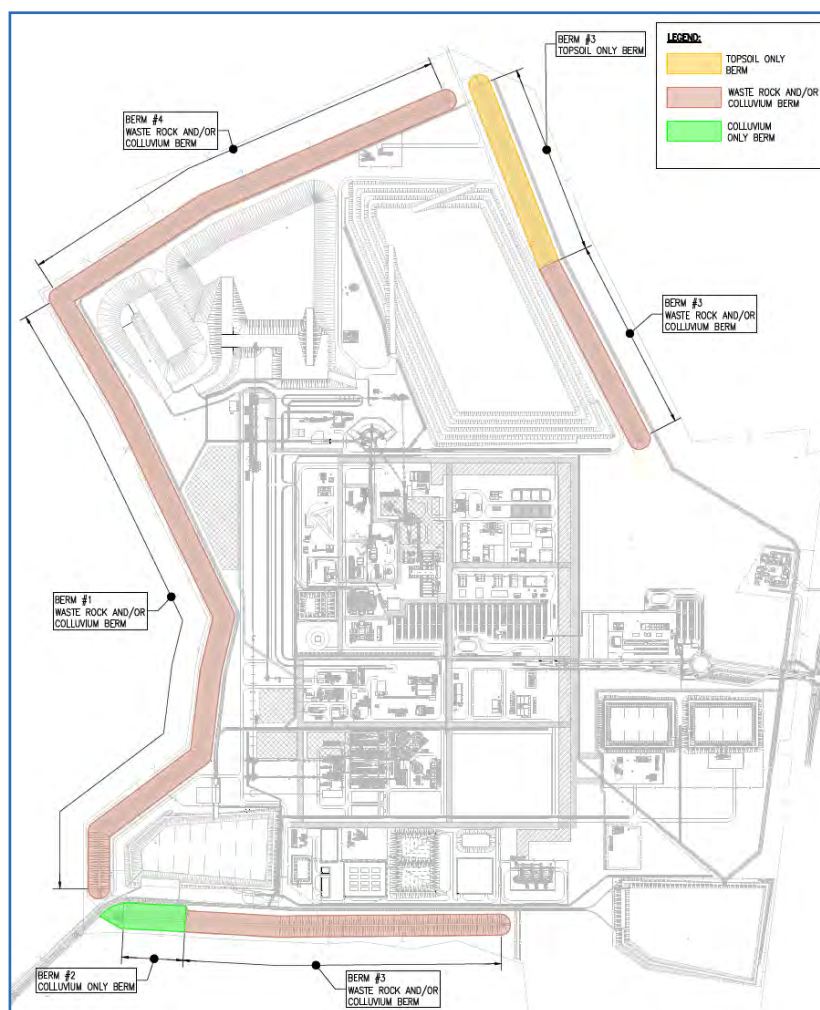 BERM #3
TOPSOIL ONLY BERM
LEGEND:
TOPSOIL ONLY
BERM
WASTE ROCK AND/OR
COLLUVIUM BERM
COLLUVIUM
ONLY BERM
BERM #4
WASTE ROCK AND/OR
COLLUVIUM BERM
BERM #3
WASTE ROCK AND/OR
COLLUVIUM BERM
BERM #1
WASTE ROCK AND/OR
COLLUVIUM BERM
BERM #2
COLLUVIUM ONLY BERM
BERM #3
WASTE ROCK AND/OR
COLLUVIUM BERM